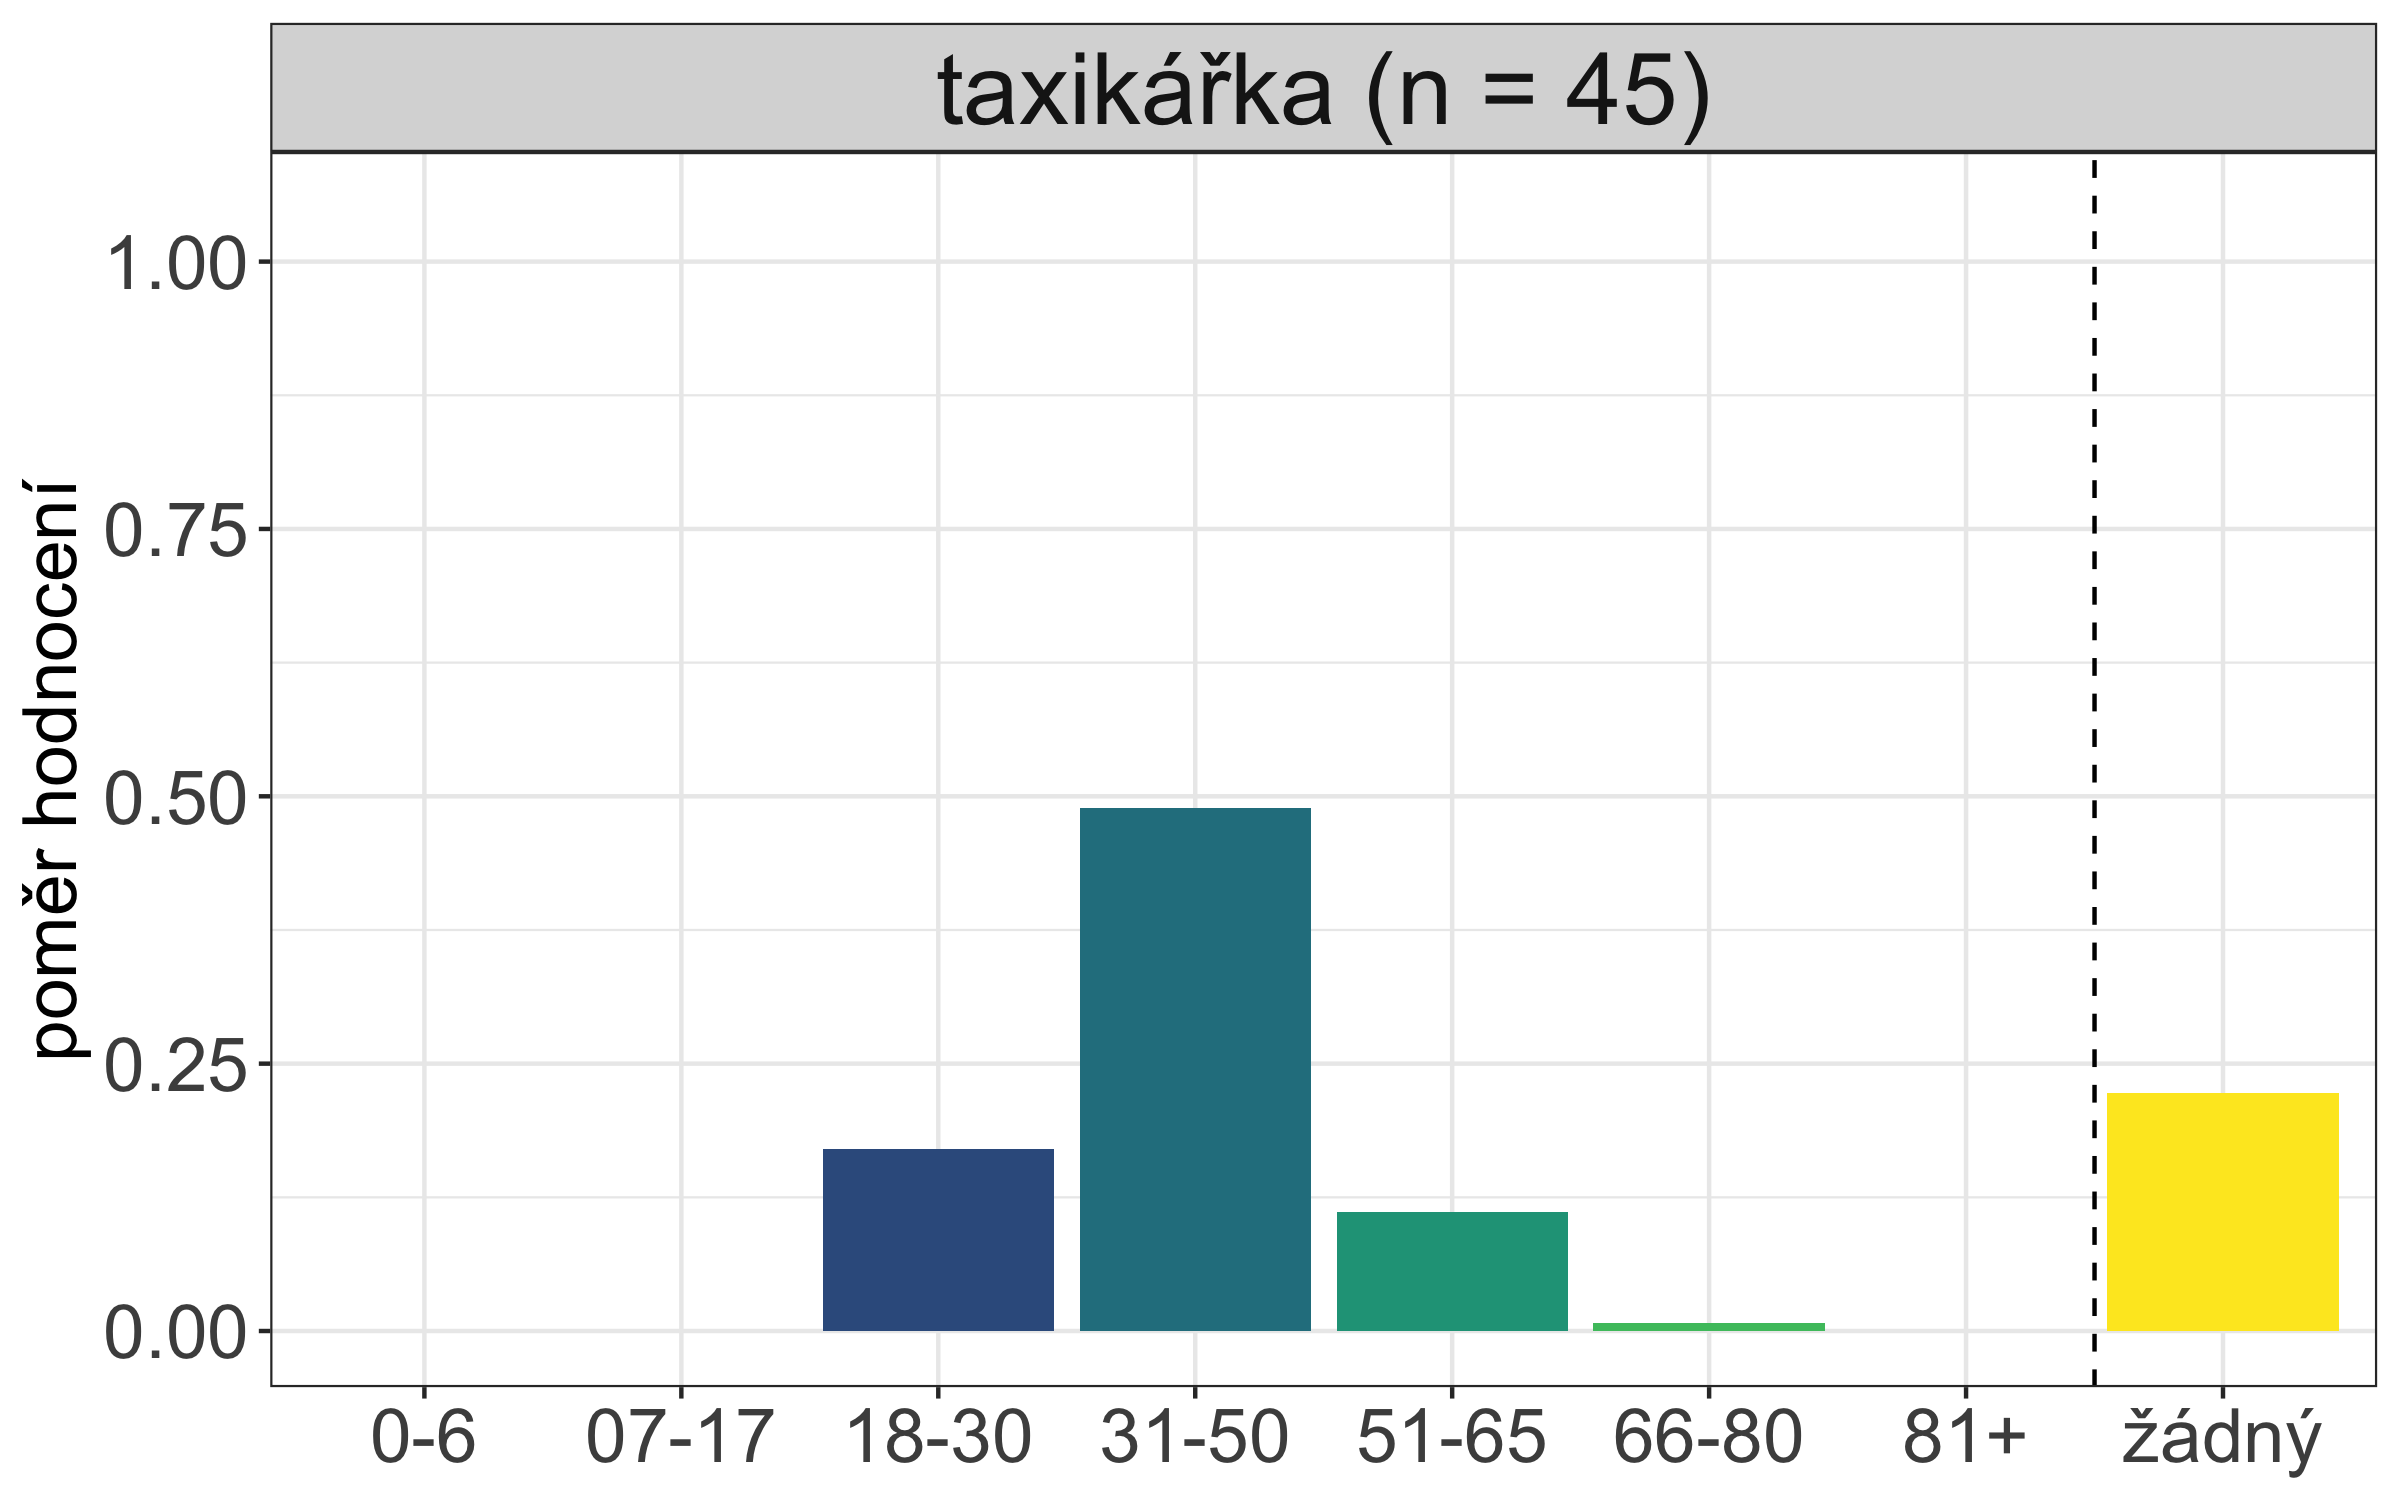 taxikářka (n = 45)
poměr hodnocení
1.00
0.75
0.50
0.25
0.00
0-6 07-17 18-30 31-50 51-65 66-80 81+ žádný